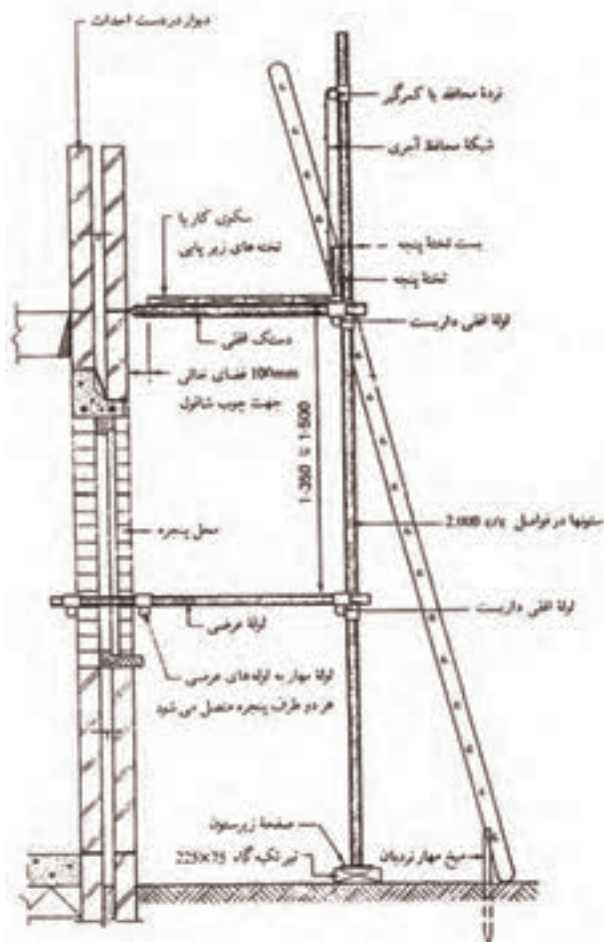 دیوار در دست احداث
نردهٔ محافظ یا کمرگیر
شبکهٔ محافظ آجری
سکوی کار یا
تخته های زیر پایی
بست تختهٔ پنجه
تختهٔ پنجه
لولهٔ افقی داربست
دستک افقی
100mm فضای خالی
جهت چوب شاقول
1·350 تا 1·500
محل پنجره
ستونها در فواصل 2.000 c/c
لولهٔ عرضی
لولهٔ افقی داربست
لولهٔ مهار به لوله های عرضی
هر دو طرف پنجره متصل می شود
صفحهٔ زیرستون
تیر تکیه گاه 225×75
میخ مهار نردبان